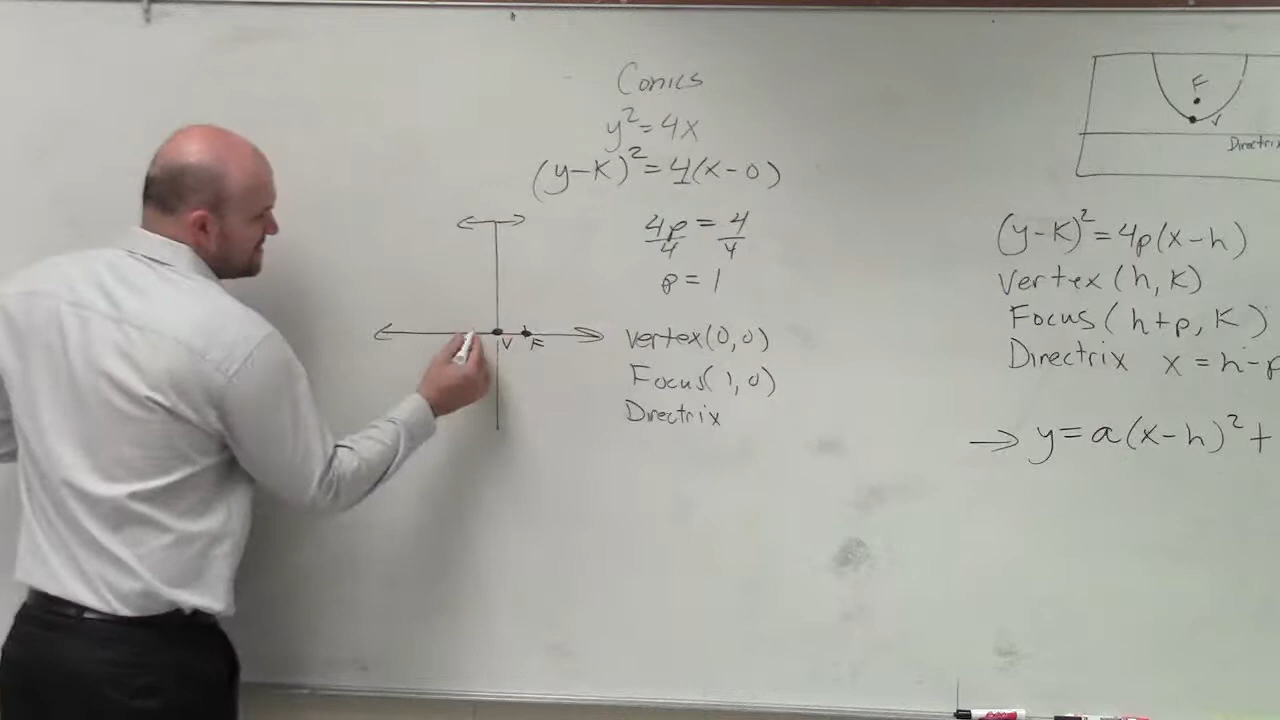 Conics
y²=4x
(y-k)²=4(x-0)
4p/4 = 4/4
p=1
V F
Vertex(0,0)
Focus(1,0)
Directrix
F
V
Directrix
(y-k)²=4p(x-h)
Vertex(h,k)
Focus(h+p,k)
Directrix x=h-p
→ y=a(x-h)²+